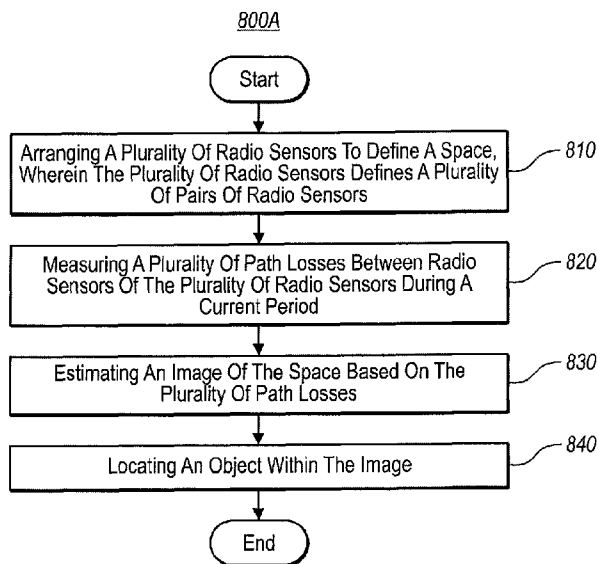 800A
Start
Arranging A Plurality Of Radio Sensors To Define A Space,
Wherein The Plurality Of Radio Sensors Defines A Plurality
Of Pairs Of Radio Sensors
810
Measuring A Plurality Of Path Losses Between Radio
Sensors Of The Plurality Of Radio Sensors During A
Current Period
820
Estimating An Image Of The Space Based On The
Plurality Of Path Losses
830
Locating An Object Within The Image
840
End